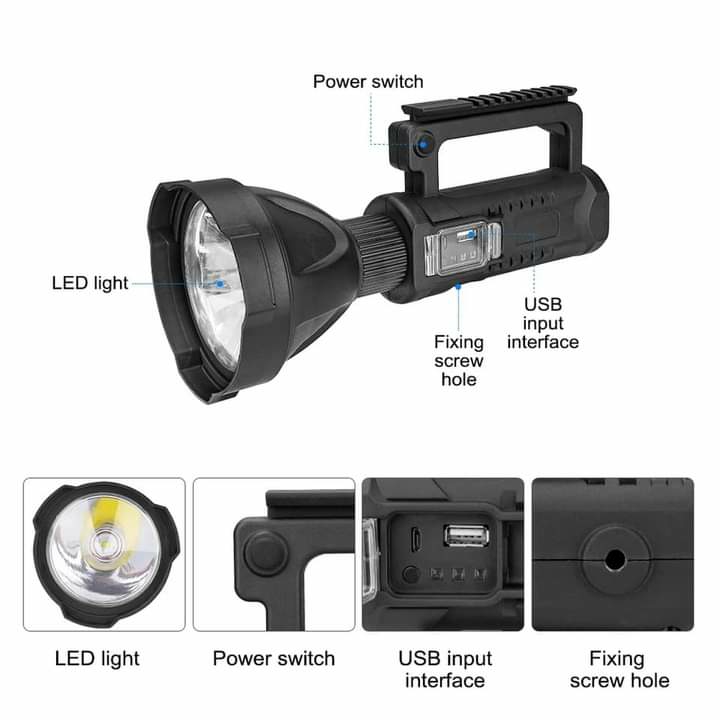 Power switch
LED light
USB
input
interface
Fixing
screw
hole
LED light
Power switch
USB input
interface
Fixing
screw hole